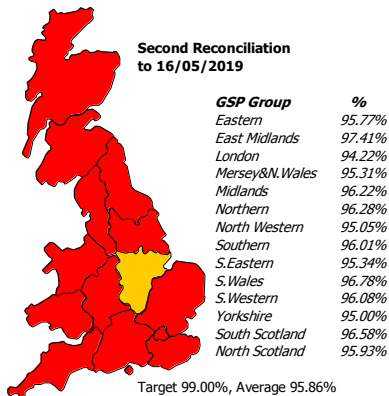 Second Reconciliation
to 16/05/2019
GSP Group %
Eastern 95.77%
East Midlands 97.41%
London 94.22%
Mersey&N.Wales 95.31%
Midlands 96.22%
Northern 96.28%
North Western 95.05%
Southern 96.01%
S.Eastern 95.34%
S.Wales 96.78%
S.Western 96.08%
Yorkshire 95.00%
South Scotland 96.58%
North Scotland 95.93%
Target 99.00%, Average 95.86%